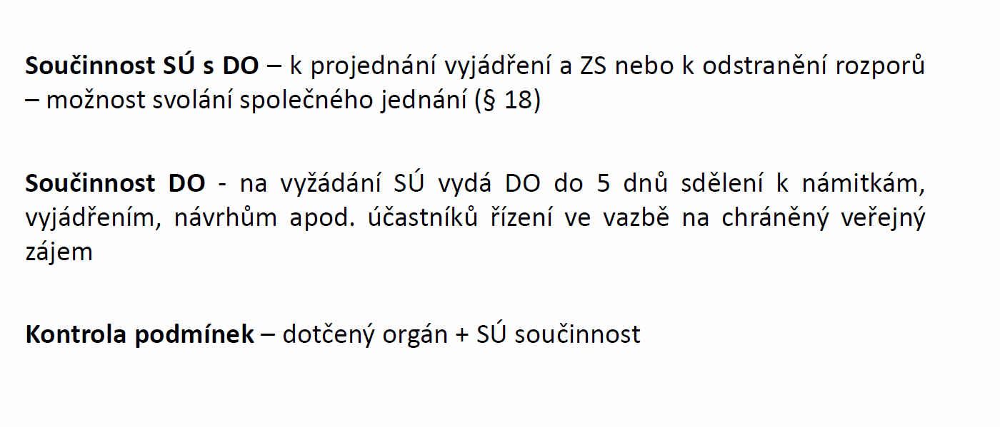 Součinnost SÚ s DO – k projednání vyjádření a ZS nebo k odstranění rozporů
– možnost svolání společného jednání (§ 18)
Součinnost DO - na vyžádání SÚ vydá DO do 5 dnů sdělení k námitkám,
vyjádřením, návrhům apod. účastníků řízení ve vazbě na chráněný veřejný
zájem
Kontrola podmínek – dotčený orgán + SÚ součinnost